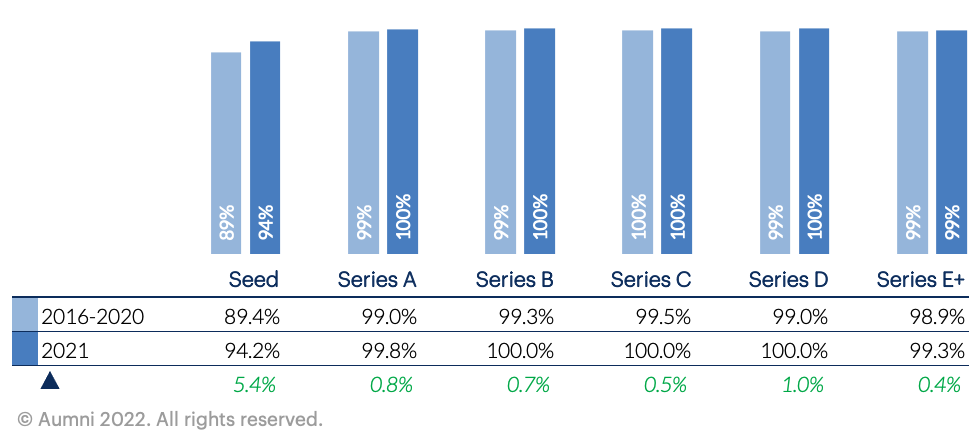 89% 94% 99% 100% 99% 100% 100% 100% 99% 100% 99% 99%
Seed Series A Series B Series C Series D Series E+
2016-2020 89.4% 99.0% 99.3% 99.5% 99.0% 98.9%
2021 94.2% 99.8% 100.0% 100.0% 100.0% 99.3%
▲ 5.4% 0.8% 0.7% 0.5% 1.0% 0.4%
© Aumni 2022. All rights reserved.